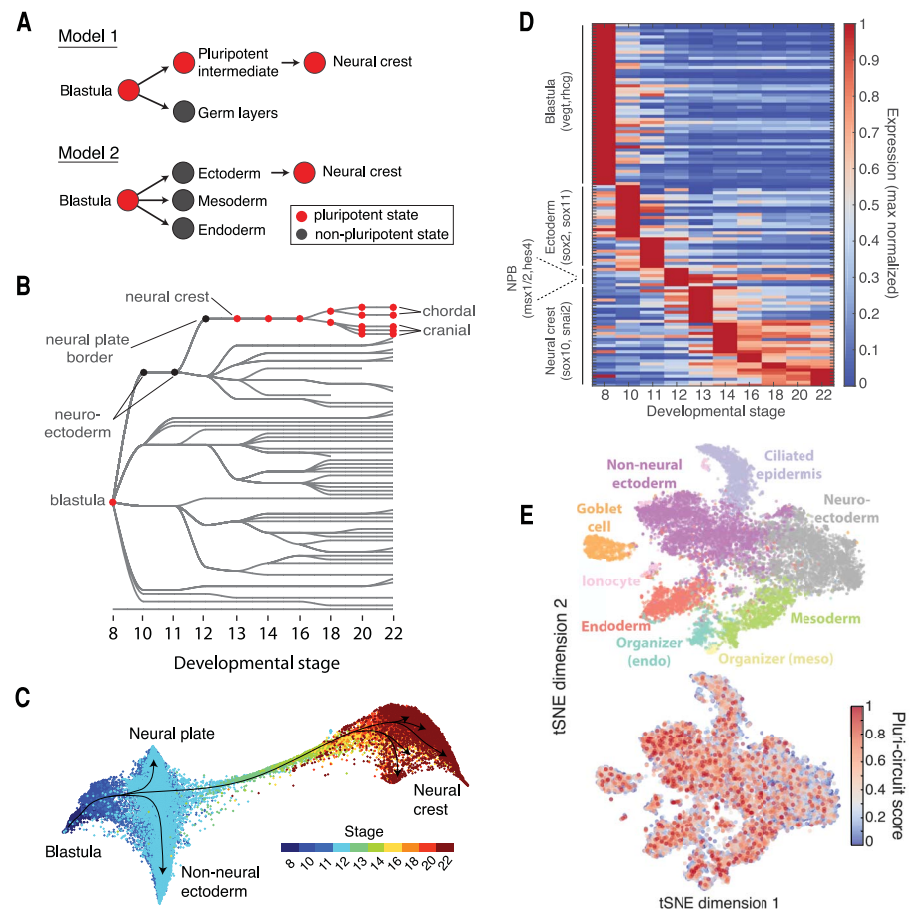 A
Model 1
Pluripotent
intermediate
Neural crest
Blastula
Germ layers
Model 2
Ectoderm
Neural crest
Blastula
Mesoderm
Endoderm
pluripotent state
non-pluripotent state
B
neural crest
chordal
cranial
neural plate
border
neuro-
ectoderm
blastula
8 10 11 12 13 14 16 18 20 22
Developmental stage
C
Neural plate
Blastula
Non-neural
ectoderm
Neural
crest
Stage
8 10 11 12 13 14 16 18 20 22
D
Blastula
(vegt,rhcg)
Ectoderm
(sox2, sox11)
NPB
(msx1/2,hes4)
Neural crest
(sox10, snai2)
8 10 11 12 13 14 16 18 20 22
Developmental stage
1
0.9
0.8
0.7
0.6
0.5
0.4
0.3
0.2
0.1
0
Expression (max normalized)
E
Non-neural
ectoderm
Ciliated
epidermis
Neuro-
ectoderm
Goblet
cell
Ionocyte
Endoderm
Mesoderm
Organizer
(endo)
Organizer (meso)
tSNE dimension 2
1
0.8
0.6
0.4
0.2
0
Pluri-circuit score
tSNE dimension 1